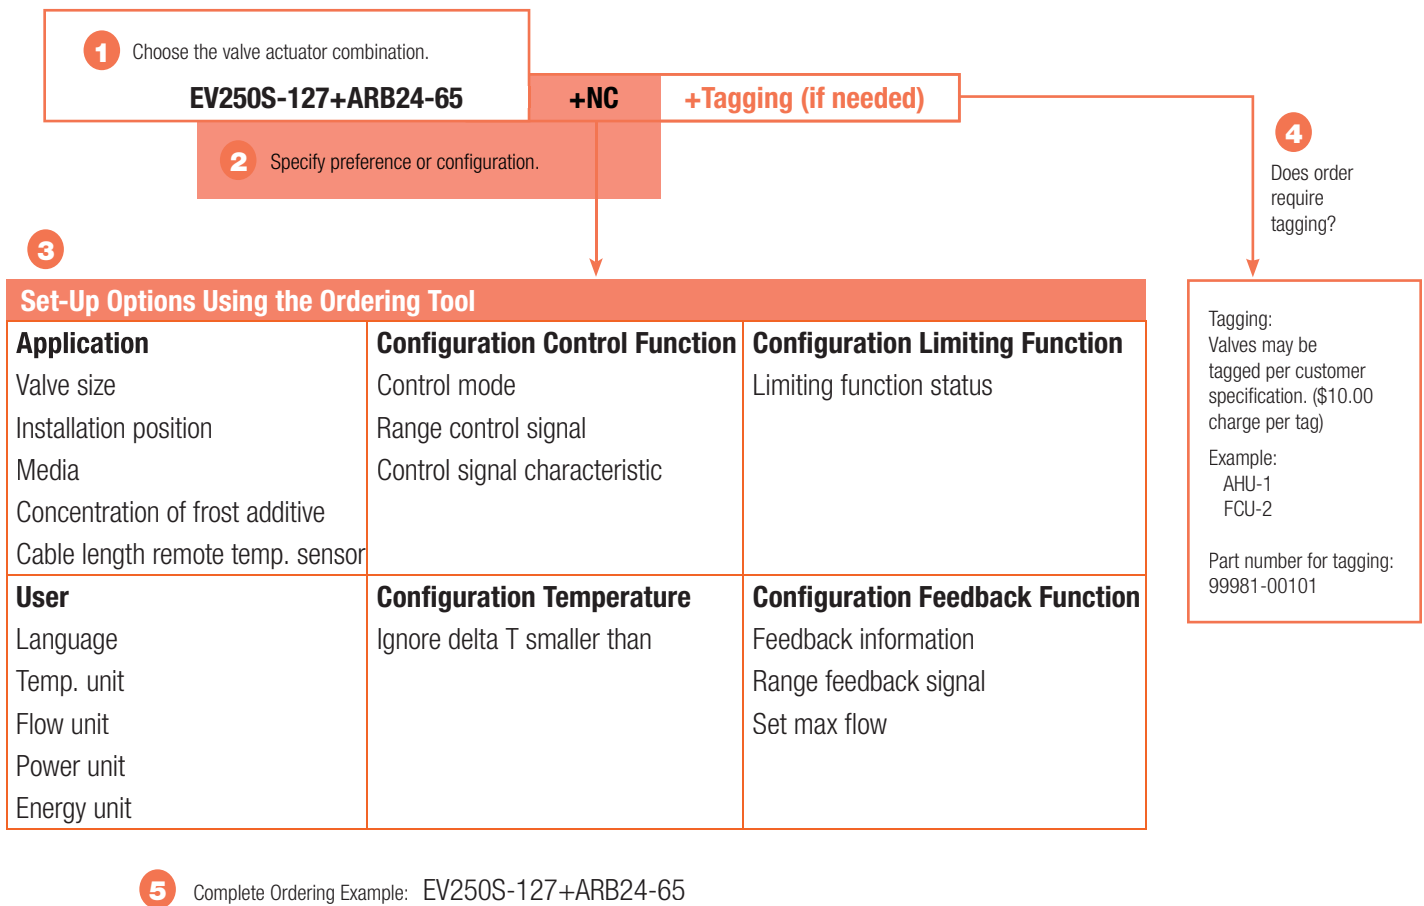 1 Choose the valve actuator combination.
EV250S-127+ARB24-65 +NC +Tagging (if needed)
2 Specify preference or configuration.
4
Does order
require
tagging?
3
Set-Up Options Using the Ordering Tool
Application
Valve size
Installation position
Media
Concentration of frost additive
Cable length remote temp. sensor
Configuration Control Function
Control mode
Range control signal
Control signal characteristic
Configuration Limiting Function
Limiting function status
User
Language
Temp. unit
Flow unit
Power unit
Energy unit
Configuration Temperature
Ignore delta T smaller than
Configuration Feedback Function
Feedback information
Range feedback signal
Set max flow
Tagging:
Valves may be
tagged per customer
specification. ($10.00
charge per tag)
Example:
AHU-1
FCU-2
Part number for tagging:
99981-00101
5 Complete Ordering Example: EV250S-127+ARB24-65